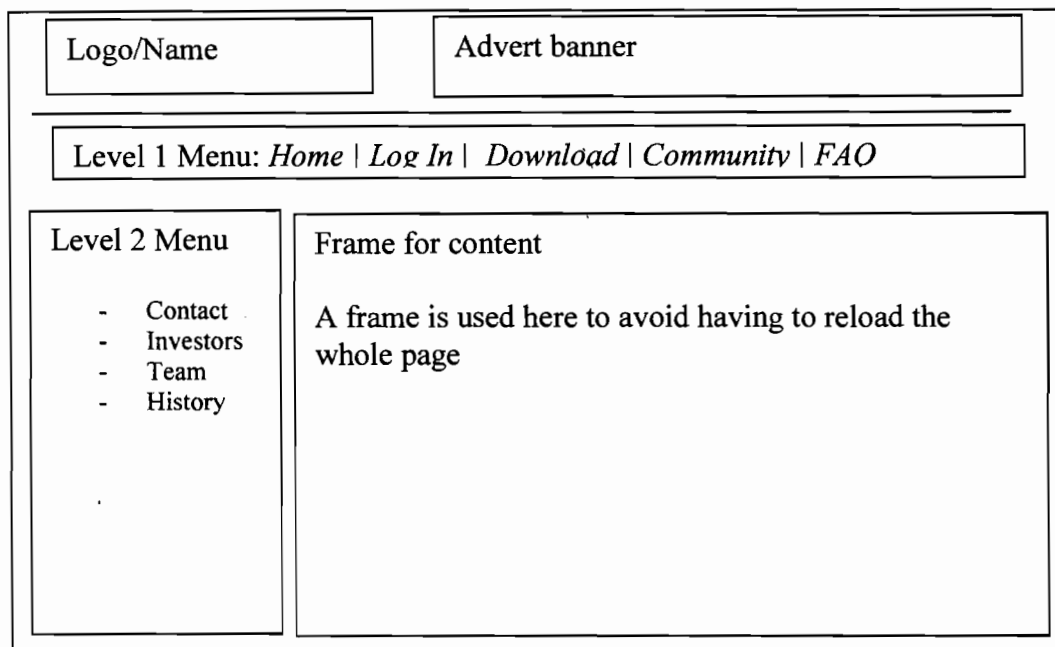 Logo/Name
Advert banner
Level 1 Menu: Home | Log In | Download | Community | FAQ
Level 2 Menu
- Contact
- Investors
- Team
- History
Frame for content
A frame is used here to avoid having to reload the
whole page